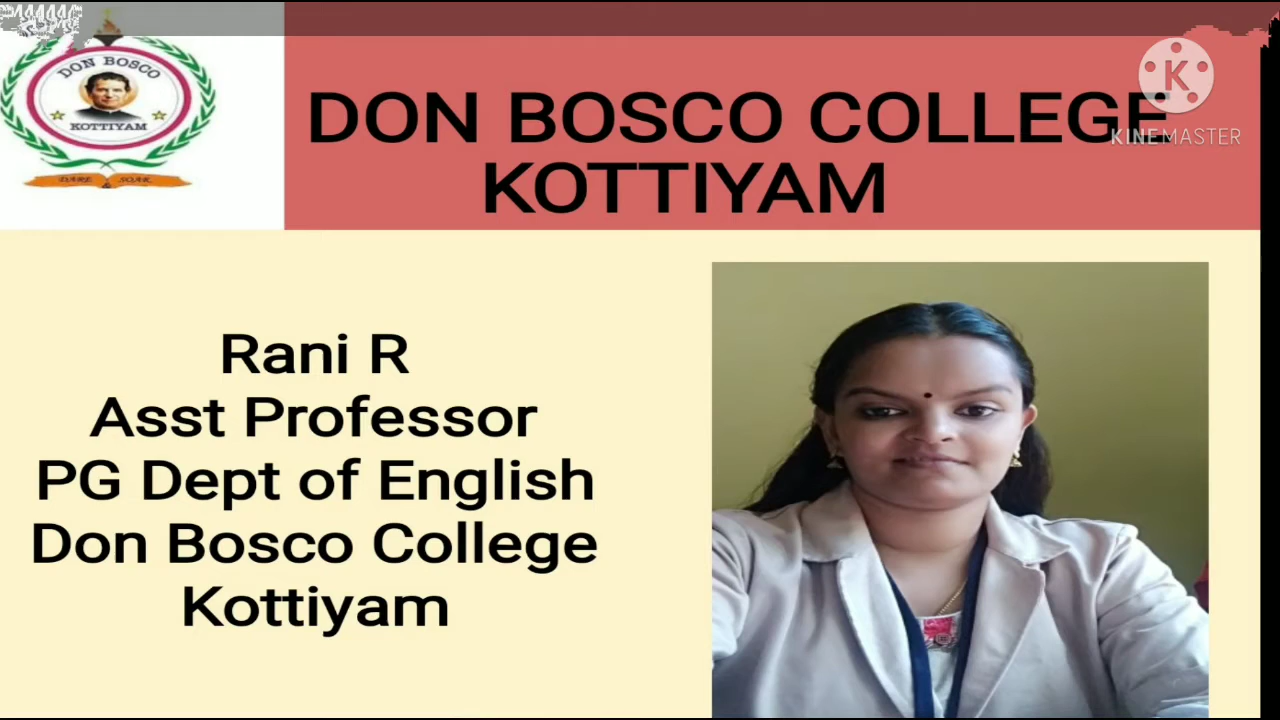 DON BOSCO
KOTTIYAM
DARE & SOAR
DON BOSCO COLLEGE
KOTTIYAM
KINEMASTER
Rani R
Asst Professor
PG Dept of English
Don Bosco College
Kottiyam